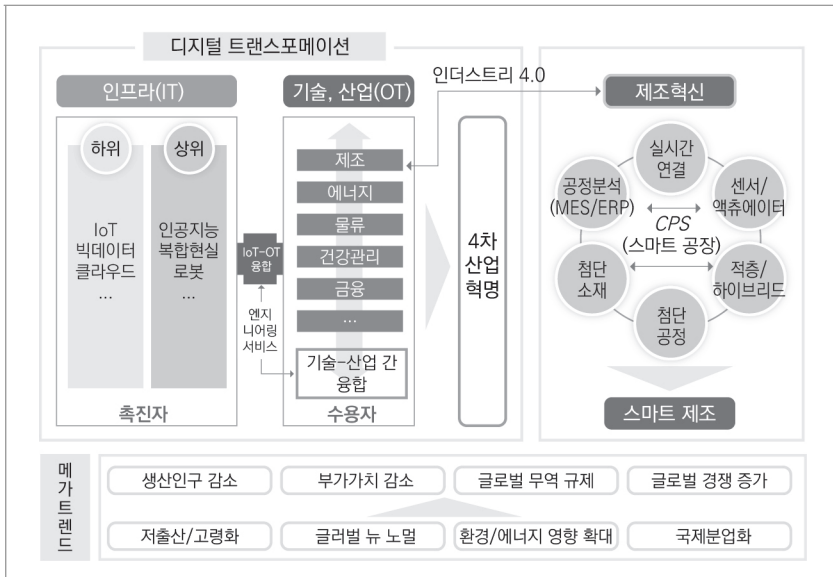 디지털 트랜스포메이션
인프라(IT)
하위
IoT
빅데이터
클라우드
...
상위
인공지능
복합현실
로봇
...
촉진자
IoT-OT
융합
엔지
니어링
서비스
기술, 산업(OT)
제조
에너지
물류
건강관리
금융
...
기술-산업 간
융합
수용자
4차
산업
혁명
인더스트리 4.0
제조혁신
실시간
연결
공정분석
(MES/ERP)
센서/
액츄에이터
CPS
(스마트 공장)
첨단
소재
적층/
하이브리드
첨단
공정
스마트 제조
메가트렌드
생산인구 감소
부가가치 감소
글로벌 무역 규제
글로벌 경쟁 증가
저출산/고령화
글러벌 뉴 노멀
환경/에너지 영향 확대
국제분업화